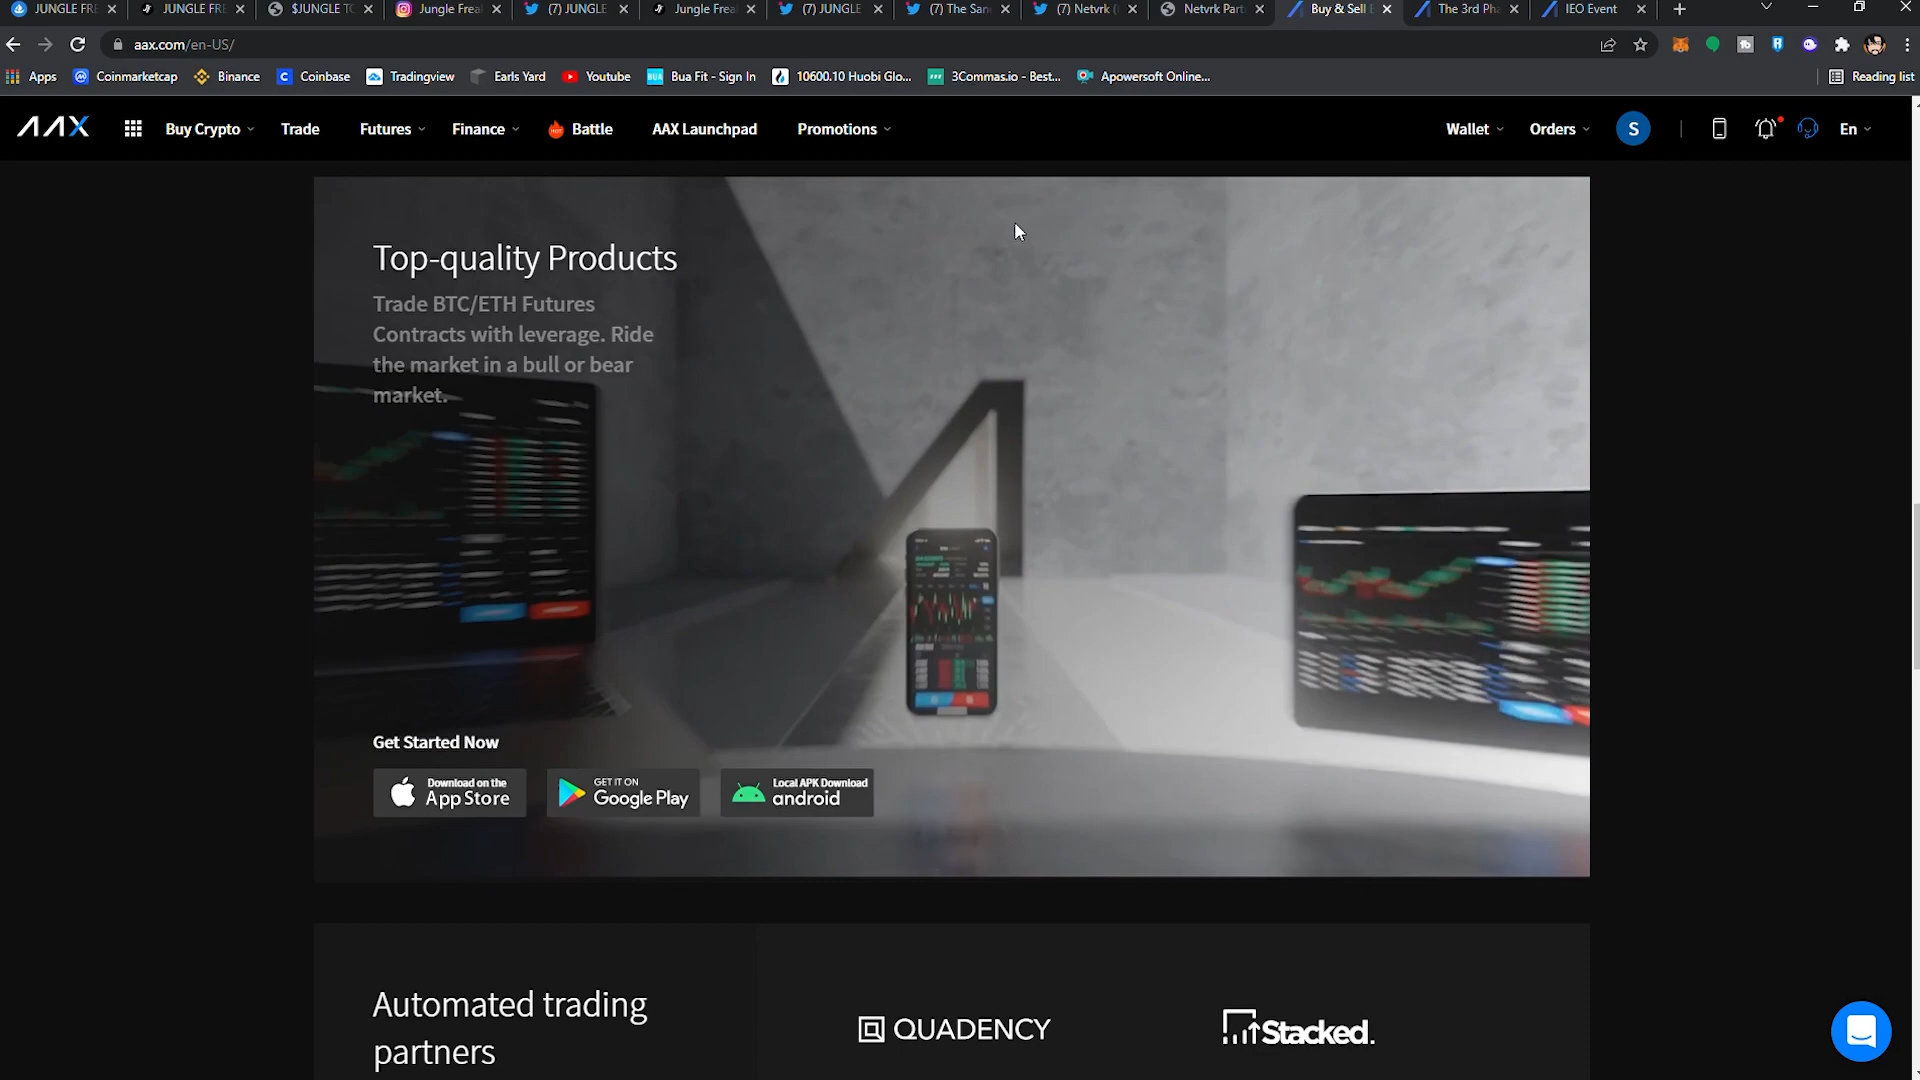 JUNGLE FRE
JUNGLE FRE
$JUNGLE TO
Jungle Frea
(7) JUNGLE
Jungle Frea
(7) JUNGLE
(7) The San
(7) Netvrk (
Netvrk Part
Buy & Sell B
The 3rd Pha
IEO Event
aax.com/en-US/
Apps
Coinmarketcap
Binance
Coinbase
Tradingview
Earls Yard
Youtube
Bua Fit - Sign In
10600.10 Huobi Glo...
3Commas.io - Best...
Apowersoft Online...
Reading list
AAX
Buy Crypto
Trade
Futures
Finance
Battle
AAX Launchpad
Promotions
Wallet
Orders
S
En
Top-quality Products
Trade BTC/ETH Futures
Contracts with leverage. Ride
the market in a bull or bear
market.
Get Started Now
Download on the
App Store
GET IT ON
Google Play
Local APK Download
android
Automated trading
partners
QUADENCY
Stacked.